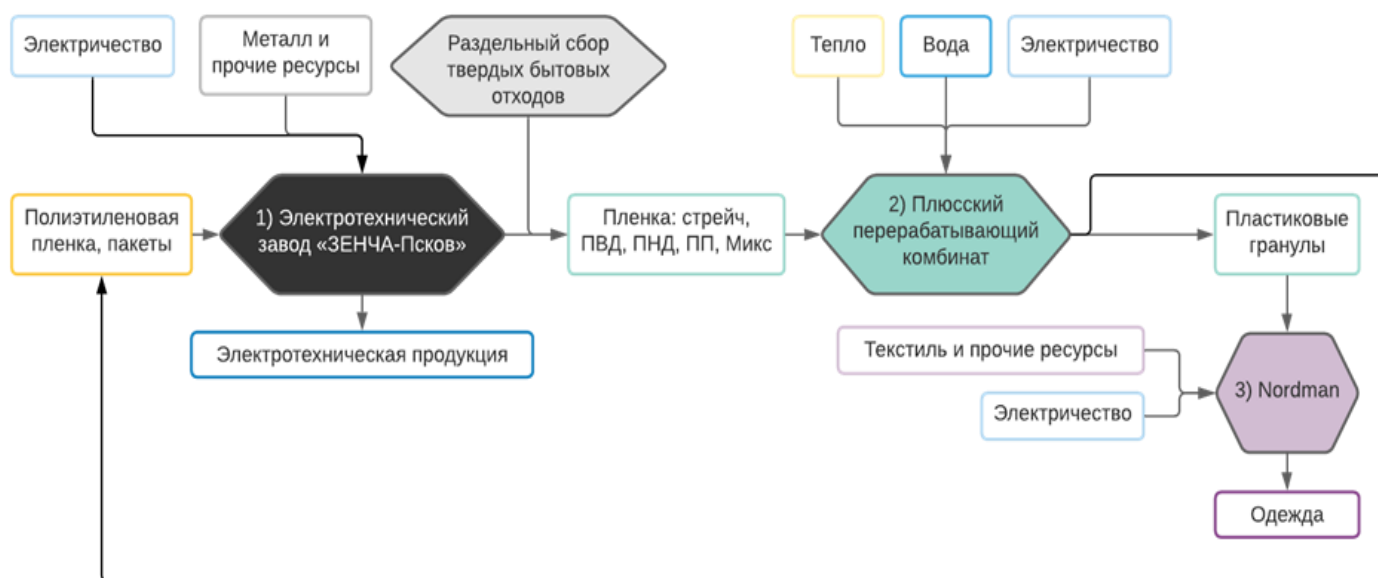 Электричество
Металл и
прочие ресурсы
Раздельный сбор
твердых бытовых
отходов
Тепло
Вода
Электричество
Полиэтиленовая
пленка, пакеты
1) Электротехнический
завод «ЗЕНЧА-Псков»
Пленка: стрейч,
ПВД, ПНД, ПП, Микс
2) Плюсский
перерабатывающий
комбинат
Пластиковые
гранулы
Электротехническая продукция
Текстиль и прочие ресурсы
Электричество
3) Nordman
Одежда